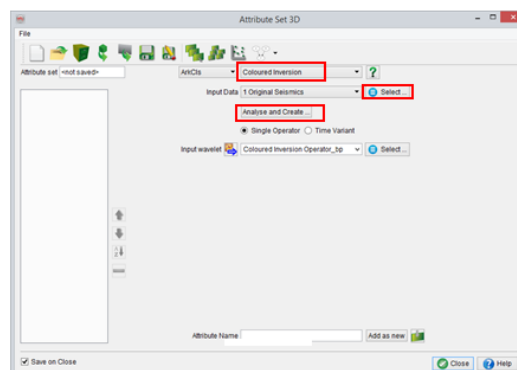 Attribute Set 3D
File
Attribute set <not saved>
ArkCls Coloured Inversion ?
Input Data 1 Original Seismics Select ...
Analyse and Create ...
Single Operator Time Variant
Input wavelet Coloured Inversion Operator_bp Select ...
Attribute Name Add as new
Save on Close
Close ? Help